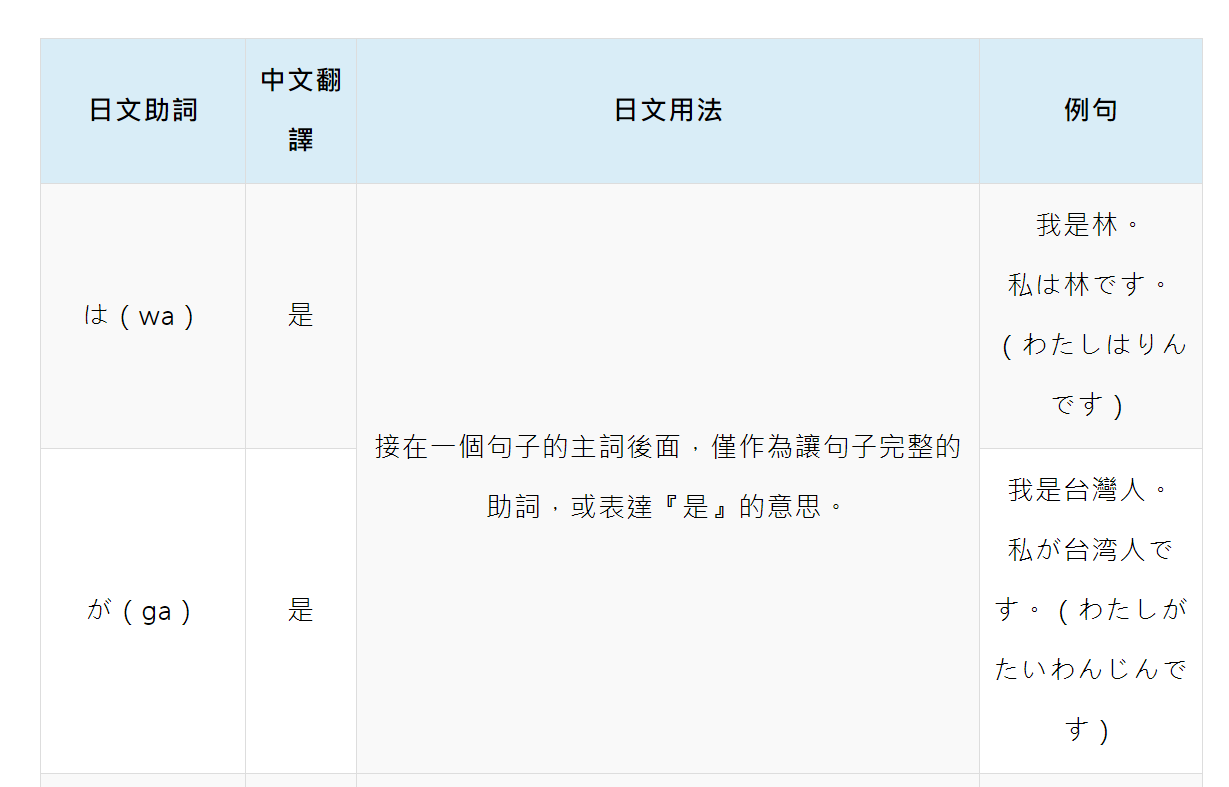 日文助詞
中文翻
譯
日文用法
例句
は（wa）
是
接在一個句子的主詞後面，僅作為讓句子完整的
助詞，或表達『是』的意思。
我是林。
私は林です。
（わたしはりん
です）
が（ga）
是
我是台灣人。
私が台湾人で
す。（わたしが
たいわんじんで
す）